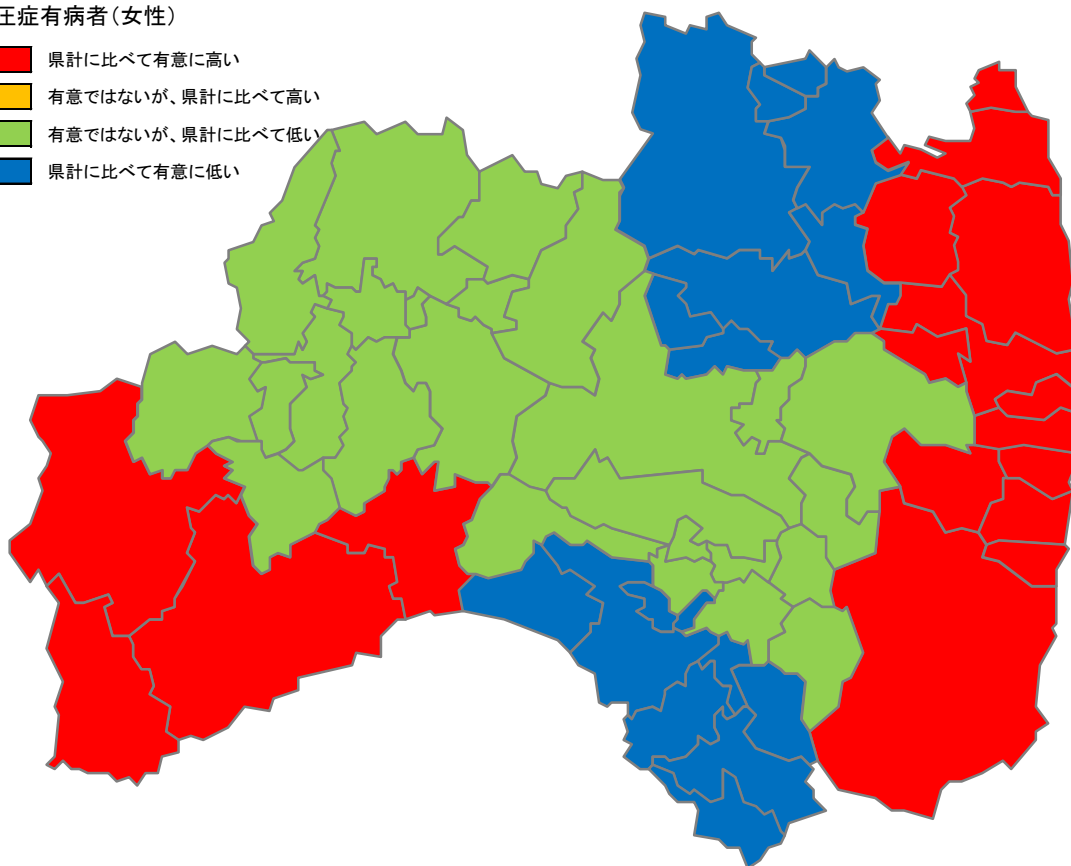 圧症有病者（女性）
県計に比べて有意に高い
有意ではないが、県計に比べて高い
有意ではないが、県計に比べて低い
県計に比べて有意に低い